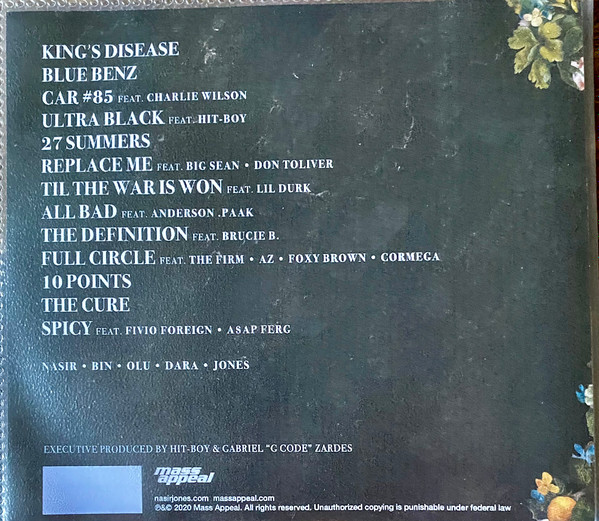 KING'S DISEASE
BLUE BENZ
CAR #85 FEAT. CHARLIE WILSON
ULTRA BLACK FEAT. HIT-BOY
27 SUMMERS
REPLACE ME FEAT. BIG SEAN • DON TOLIVER
TIL THE WAR IS WON FEAT. LIL DURK
ALL BAD FEAT. ANDERSON .PAAK
THE DEFINITION FEAT. BRUCIE B.
FULL CIRCLE FEAT. THE FIRM • AZ • FOXY BROWN • CORMEGA
10 POINTS
THE CURE
SPICY FEAT. FIVIO FOREIGN • ASAP FERG
NASIR • BIN • OLU • DARA • JONES
EXECUTIVE PRODUCED BY HIT-BOY & GABRIEL "G CODE" ZARDES
mass appeal
nasirjones.com massappeal.com
℗&© 2020 Mass Appeal. All rights reserved. Unauthorized copying is punishable under federal law